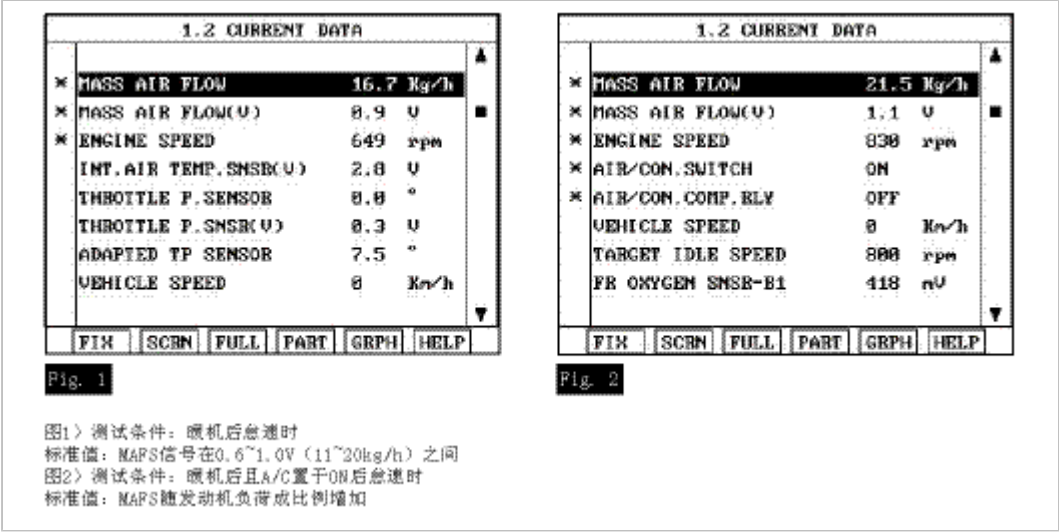 1.2 CURRENT DATA
* MASS AIR FLOW 16.7 Kg/h
* MASS AIR FLOW(V) 0.9 V
* ENGINE SPEED 649 rpm
INT.AIR TEMP.SNSR(V) 2.8 V
THROTTLE P.SENSOR 0.0 °
THROTTLE P.SNSR(V) 0.3 V
ADAPTED TP SENSOR 7.5 °
VEHICLE SPEED 0 Km/h
FIX SCRN FULL PART GRPH HELP
Fig. 1
1.2 CURRENT DATA
* MASS AIR FLOW 21.5 Kg/h
* MASS AIR FLOW(V) 1.1 V
* ENGINE SPEED 830 rpm
* AIR/CON.SWITCH ON
* AIR/CON.COMP.RLY OFF
VEHICLE SPEED 0 Km/h
TARGET IDLE SPEED 800 rpm
FR OXYGEN SNSR-B1 418 mV
FIX SCRN FULL PART GRPH HELP
Fig. 2
图1> 测试条件: 暖机后怠速时
标准值: MAFS信号在0.6~1.0V (11~20kg/h) 之间
图2> 测试条件: 暖机后且A/C置于ON后怠速时
标准值: MAFS随发动机负荷成比例增加